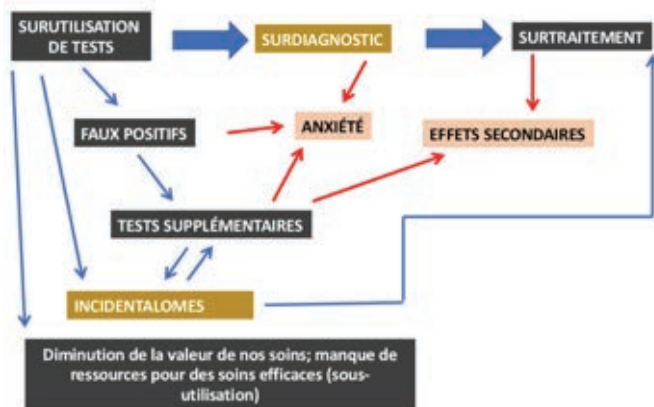 SURUTILISATION
DE TESTS
SURDIAGNOSTIC
SURTRAITEMENT
FAUX POSITIFS
ANXIÉTÉ
EFFETS SECONDAIRES
TESTS SUPPLÉMENTAIRES
INCIDENTALOMES
Diminution de la valeur de nos soins; manque de
ressources pour des soins efficaces (sous-
utilisation)